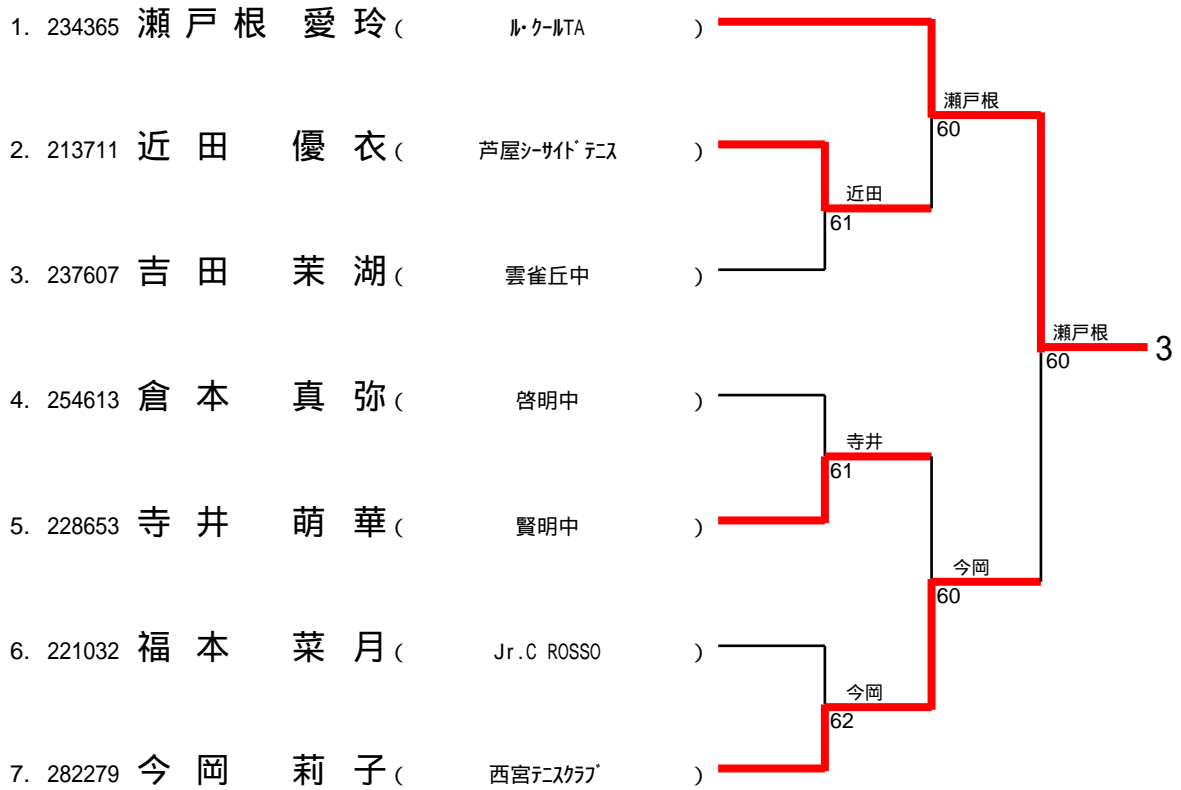 1. 234365 瀬戸根 愛玲 ( ル・クールTA )
瀬戸根
60
2. 213711 近田 優衣 ( 芦屋シーサイドテニス )
近田
61
3. 237607 吉田 茉湖 ( 雲雀丘中 )
瀬戸根
60
3
4. 254613 倉本 真弥 ( 啓明中 )
寺井
61
5. 228653 寺井 萌華 ( 賢明中 )
今岡
60
6. 221032 福本 菜月 ( Jr.C ROSSO )
今岡
62
7. 282279 今岡 莉子 ( 西宮テニスクラブ )